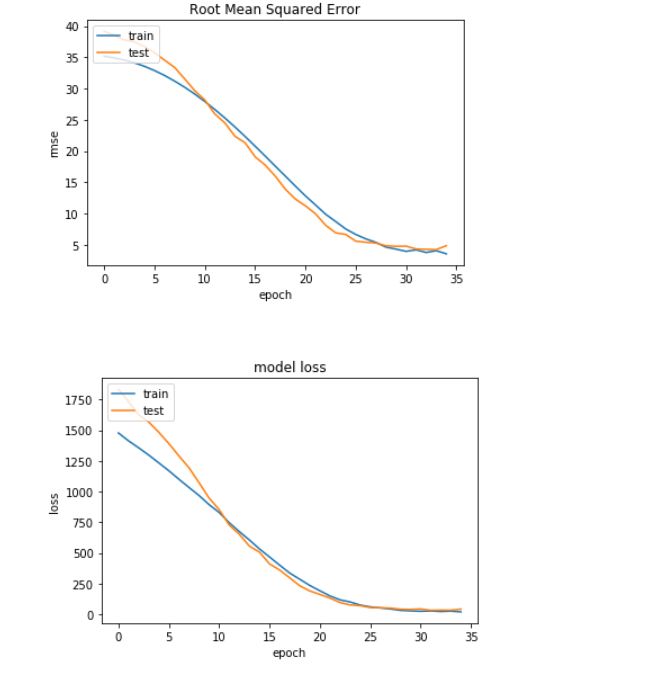 Root Mean Squared Error
40
35
30
25
20
15
10
5
rmse
train
test
0 5 10 15 20 25 30 35
epoch
model loss
1750
1500
1250
1000
750
500
250
0
loss
train
test
0 5 10 15 20 25 30 35
epoch